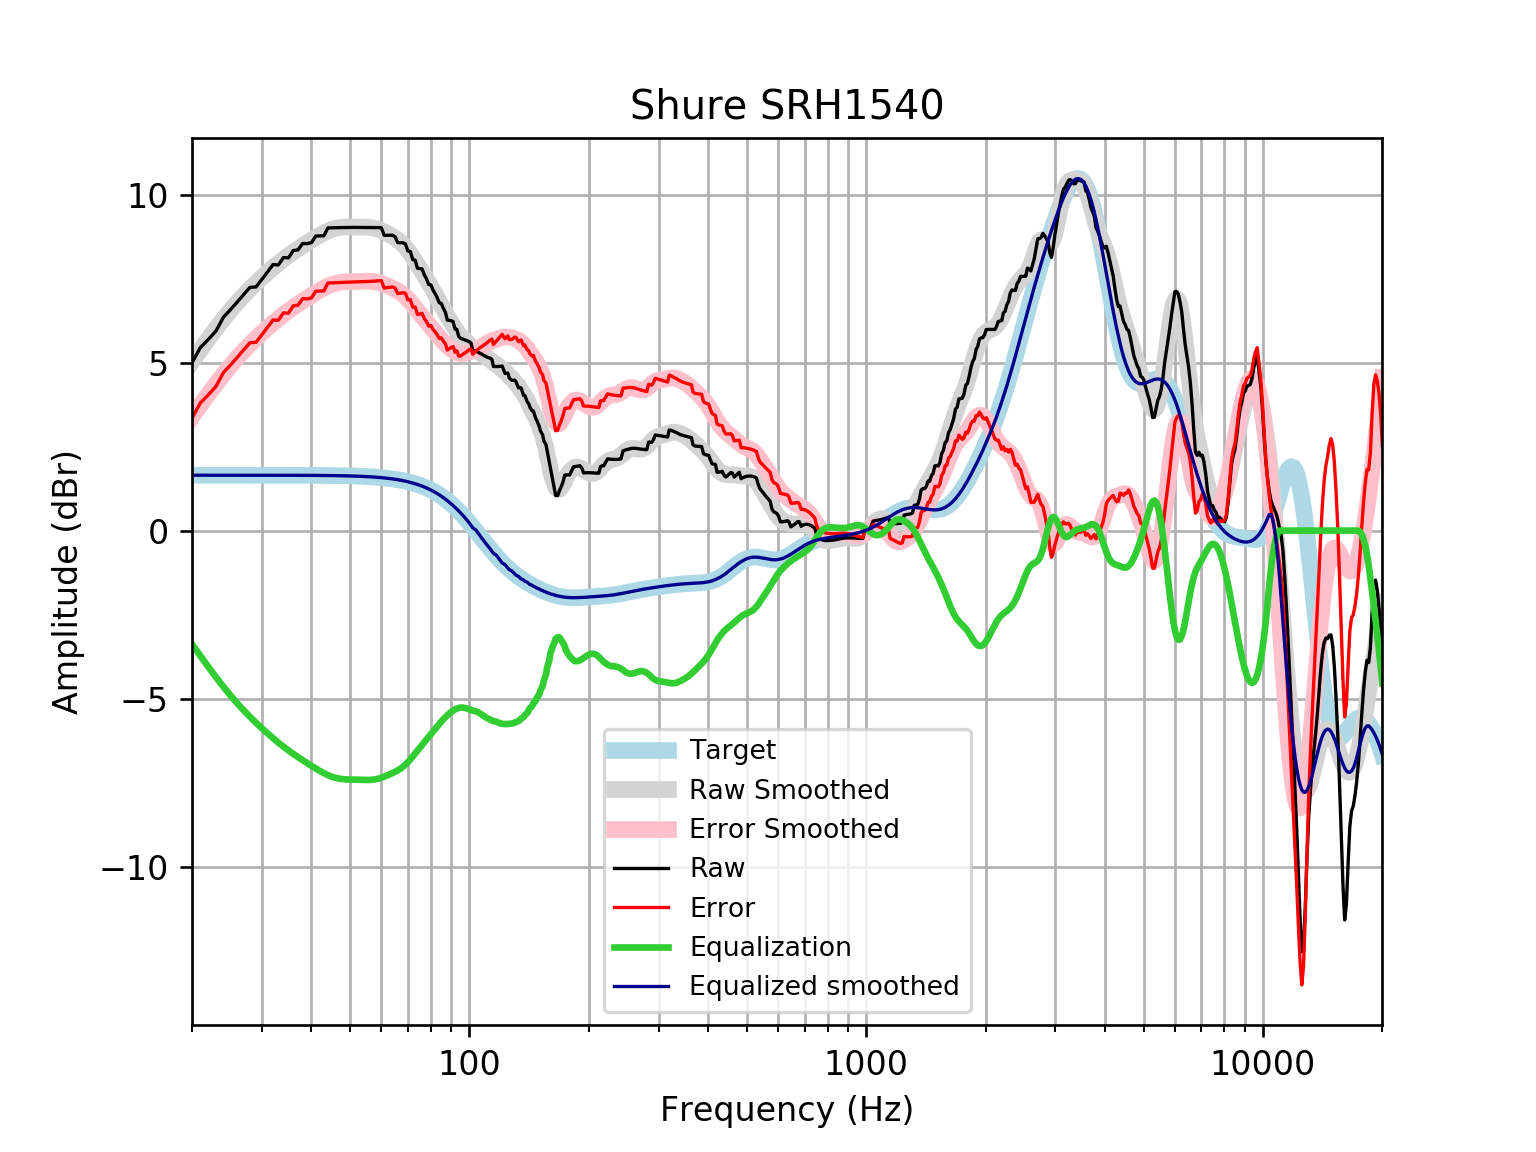 Shure SRH1540
Amplitude (dBr)
10
5
0
−5
−10
Target
Raw Smoothed
Error Smoothed
Raw
Error
Equalization
Equalized smoothed
100
1000
10000
Frequency (Hz)